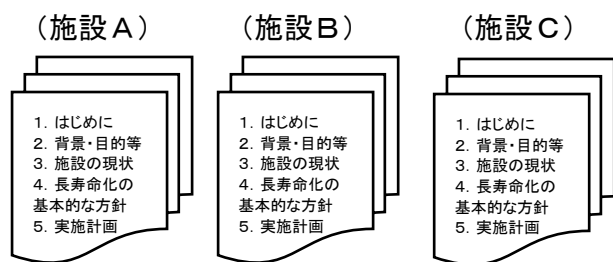 （施設Ａ）
１．はじめに
２．背景・目的等
３．施設の現状
４．長寿命化の
基本的な方針
５．実施計画
（施設Ｂ）
１．はじめに
２．背景・目的等
３．施設の現状
４．長寿命化の
基本的な方針
５．実施計画
（施設Ｃ）
１．はじめに
２．背景・目的等
３．施設の現状
４．長寿命化の
基本的な方針
５．実施計画